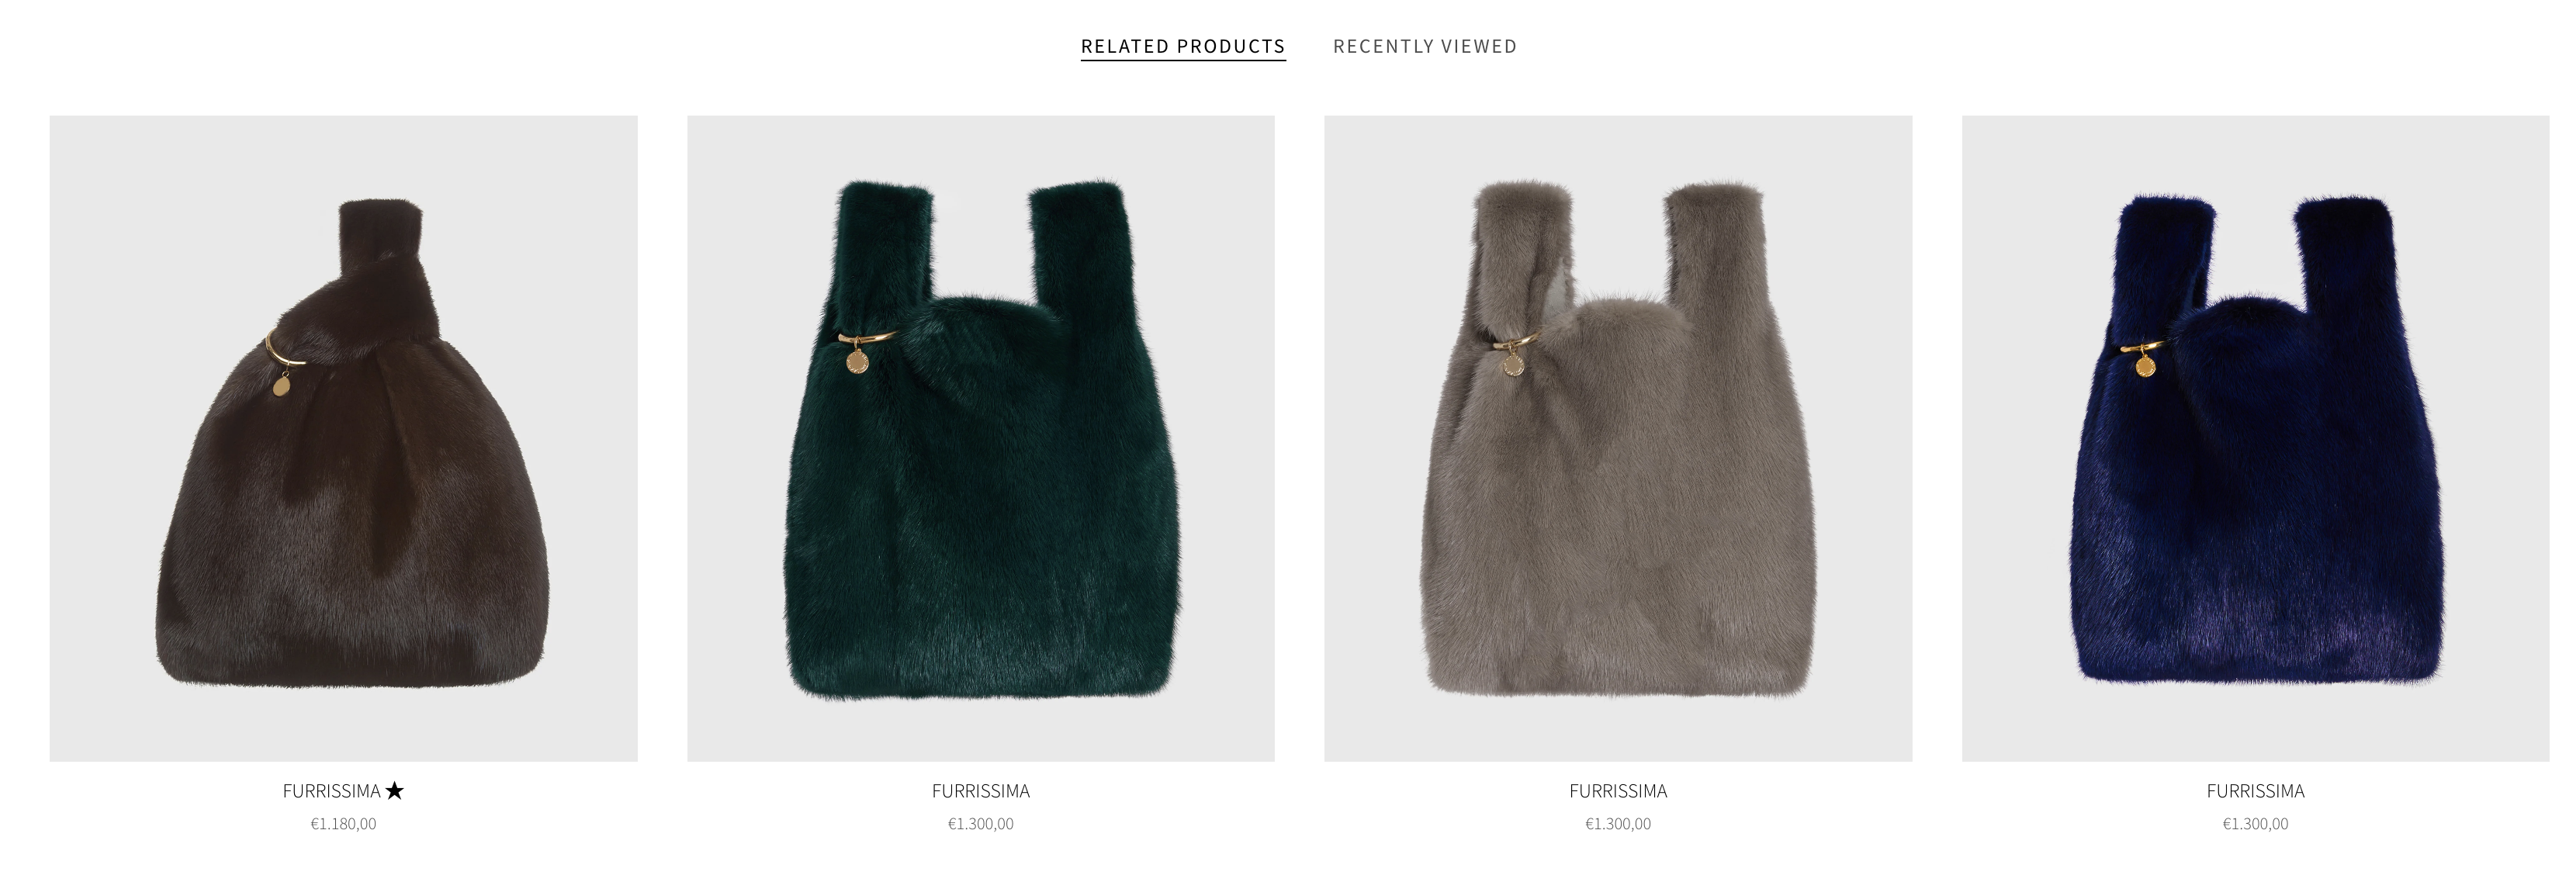 RELATED PRODUCTS RECENTLY VIEWED
FURRISSIMA ★ FURRISSIMA FURRISSIMA FURRISSIMA
€1.180,00 €1.300,00 €1.300,00 €1.300,00